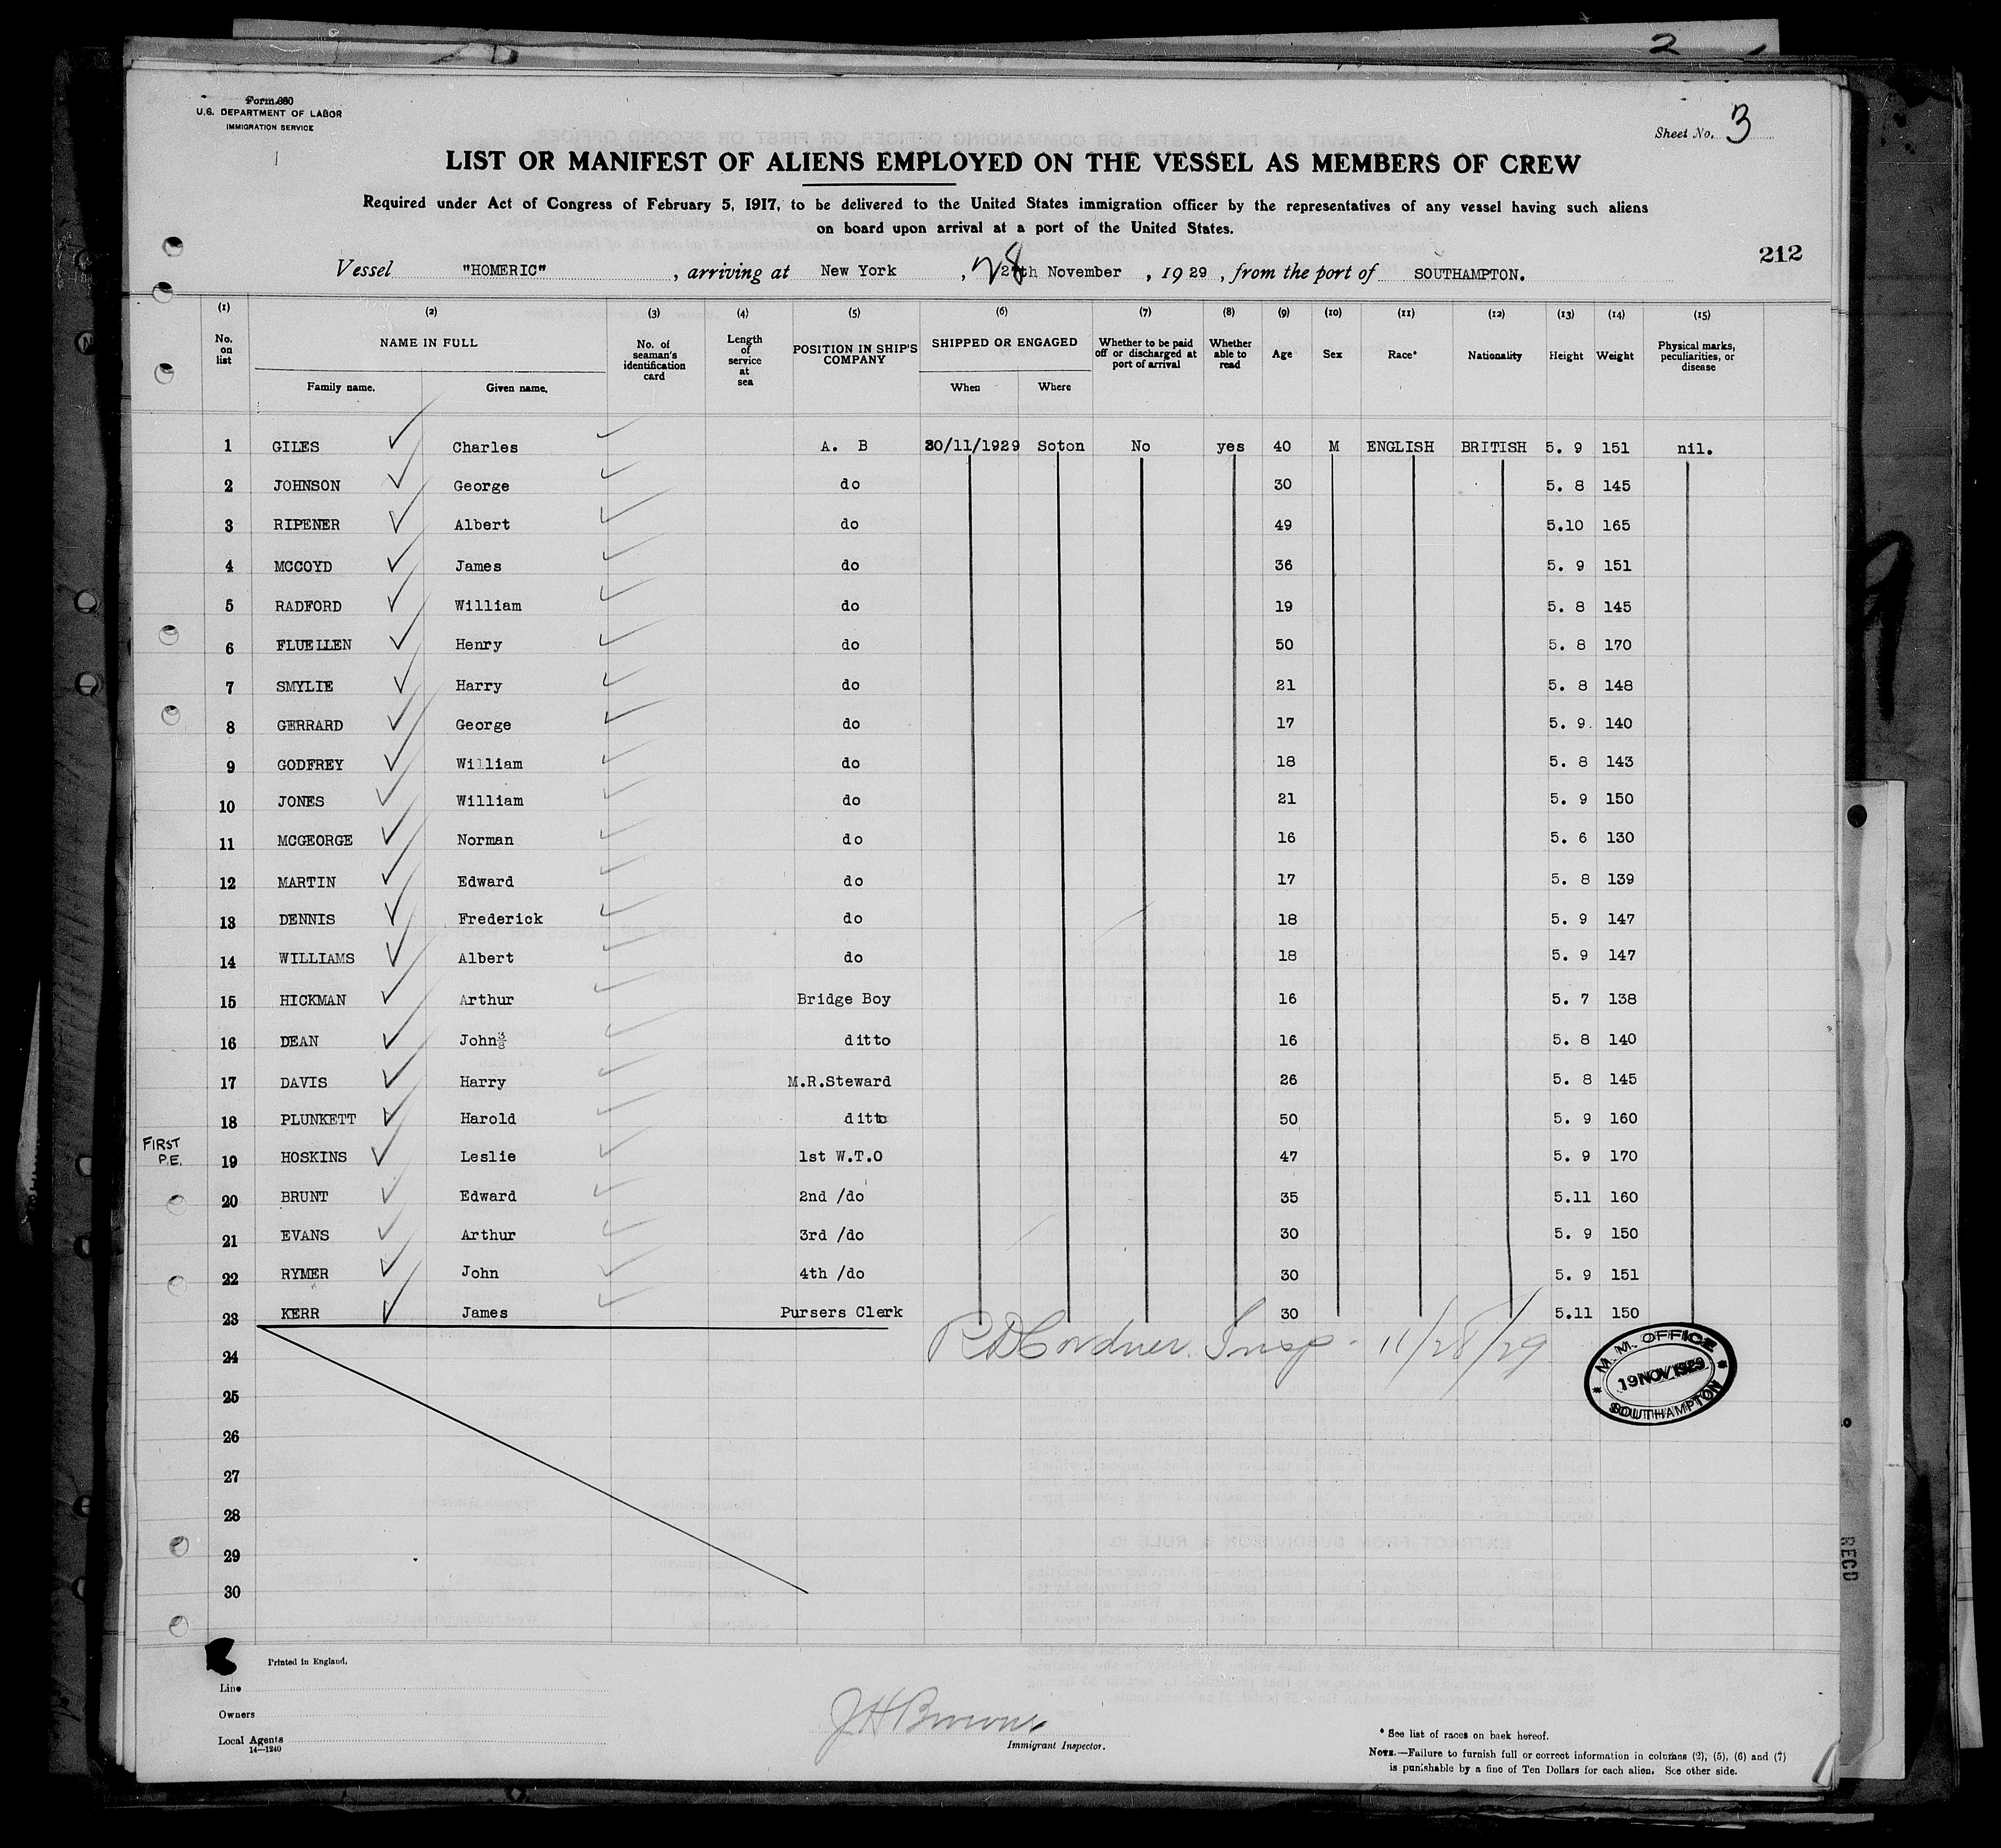 2
Form 680
U.S. DEPARTMENT OF LABOR
IMMIGRATION SERVICE
Sheet No. 3
LIST OR MANIFEST OF ALIENS EMPLOYED ON THE VESSEL AS MEMBERS OF CREW
Required under Act of Congress of February 5, 1917, to be delivered to the United States immigration officer by the representatives of any vessel having such aliens
on board upon arrival at a port of the United States.
212
Vessel "HOMERIC" , arriving at New York , 28th November , 1929 , from the port of SOUTHAMPTON.
(1) (2) (3) (4) (5) (6) (7) (8) (9) (10) (11) (12) (13) (14) (15)
No. on list NAME IN FULL No. of seaman's identification card Length of service at sea POSITION IN SHIP'S COMPANY SHIPPED OR ENGAGED Whether to be paid off or discharged at port of arrival Whether able to read Age Sex Race* Nationality Height Weight Physical marks, peculiarities, or disease
Family name. Given name. When Where
1 GILES Charles A. B 30/11/1929 Soton No yes 40 M ENGLISH BRITISH 5. 9 151 nil.
2 JOHNSON George do 30 5. 8 145
3 RIPENER Albert do 49 5.10 165
4 MCCOYD James do 36 5. 9 151
5 RADFORD William do 19 5. 8 145
6 FLUEILEN Henry do 50 5. 8 170
7 SMYLIE Harry do 21 5. 8 148
8 GERRARD George do 17 5. 9. 140
9 GODFREY William do 18 5. 8 143
10 JONES William do 21 5. 9 150
11 MCGEORGE Norman do 16 5. 6 130
12 MARTIN Edward do 17 5. 8 139
13 DENNIS Frederick do 18 5. 9 147
14 WILLIAMS Albert do 18 5. 9 147
15 HICKMAN Arthur Bridge Boy 16 5. 7 138
16 DEAN John ditto 16 5. 8 140
17 DAVIS Harry M.R.Steward 26 5. 8 145
18 PLUNKETT Harold ditto 50 5. 9 160
FIRST P.E. 19 HOSKINS Leslie 1st W.T.O 47 5. 9 170
20 BRUNT Edward 2nd /do 35 5.11 160
21 EVANS Arthur 3rd /do 30 5. 9 150
22 RYMER John 4th /do 30 5. 9 151
23 KERR James Pursers Clerk 30 5.11 150
24 Insp. 11/28/29
M. M. OFFICE
19 NOV 1929
SOUTHAMPTON
25
26
27
28
29
30
RECD
Printed in England.
Line
Owners
Local Agents
14—1240
J H Browne
Immigrant Inspector.
* See list of races on back hereof.
NOTE.—Failure to furnish full or correct information in columns (2), (5), (6) and (7)
is punishable by a fine of Ten Dollars for each alien. See other side.